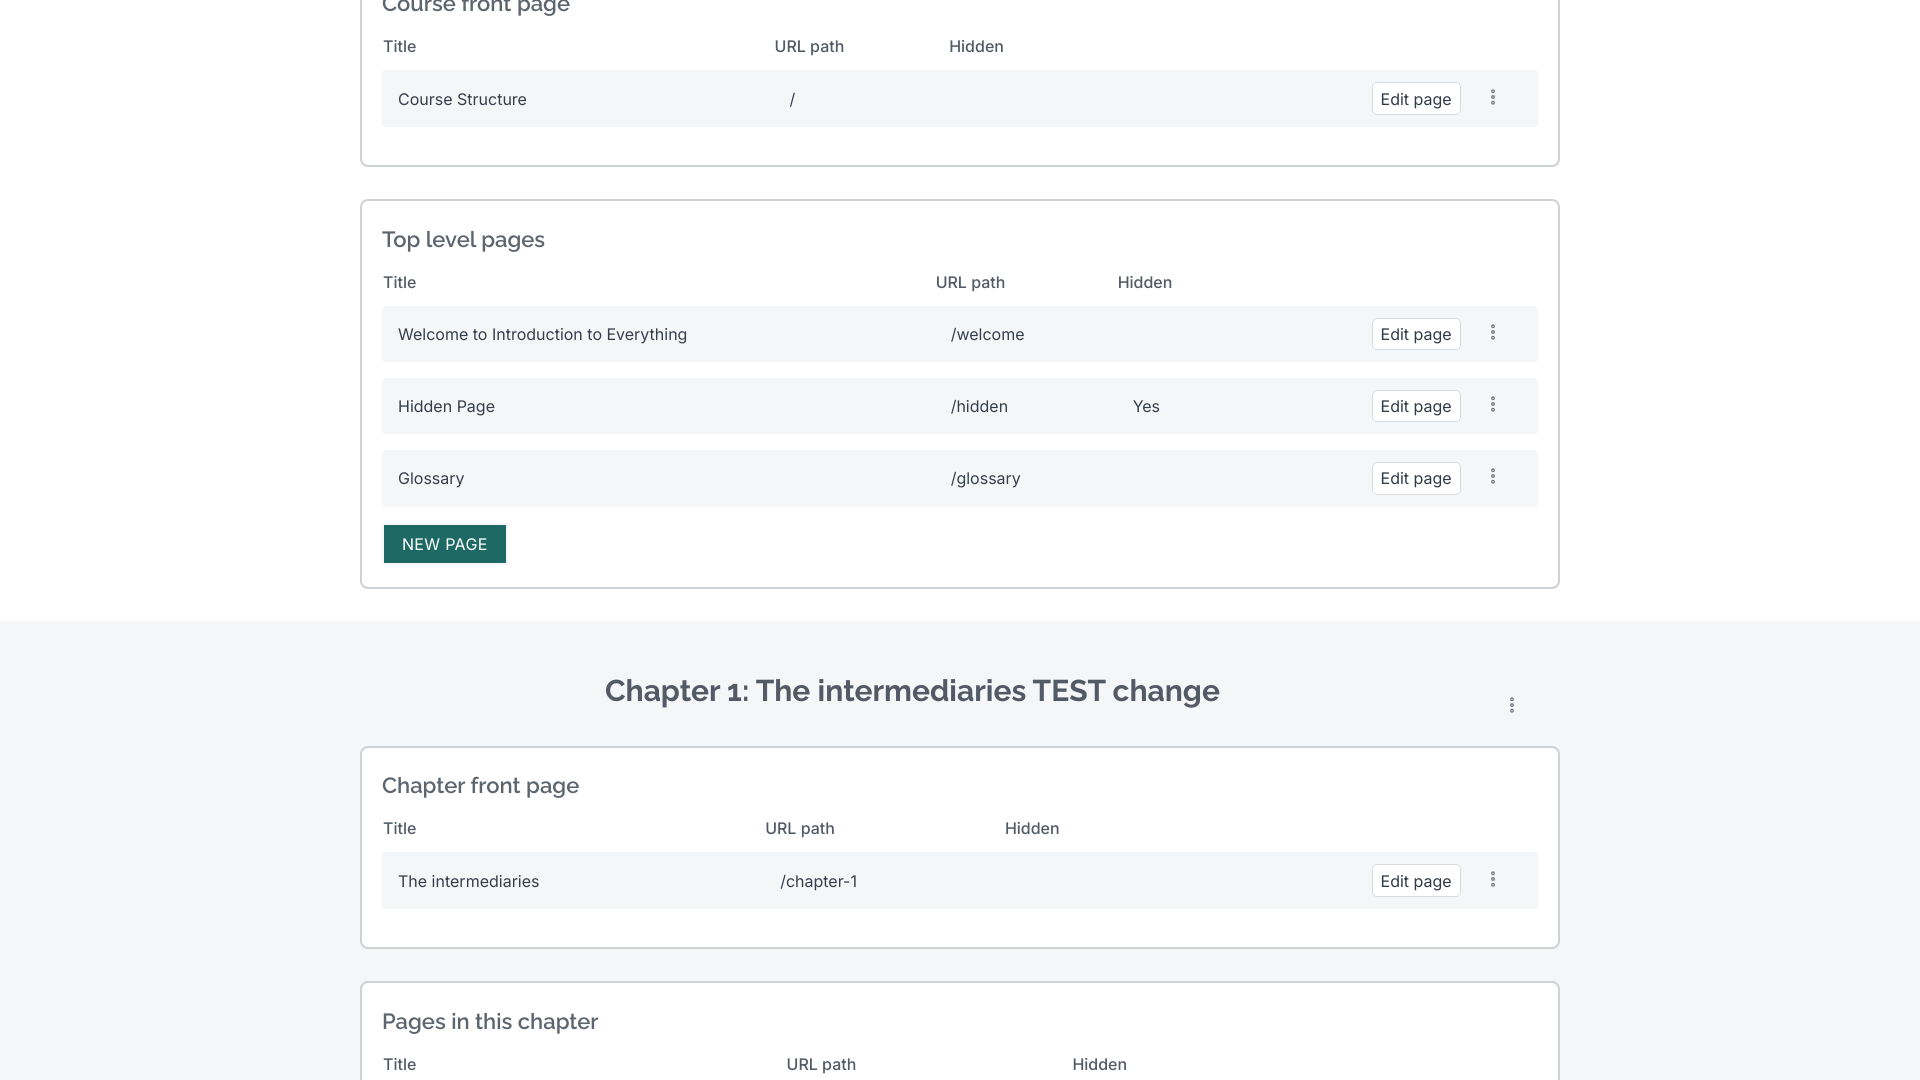 Course front page
Title URL path Hidden
Course Structure / Edit page
Top level pages
Title URL path Hidden
Welcome to Introduction to Everything /welcome Edit page
Hidden Page /hidden Yes Edit page
Glossary /glossary Edit page
NEW PAGE
Chapter 1: The intermediaries TEST change
Chapter front page
Title URL path Hidden
The intermediaries /chapter-1 Edit page
Pages in this chapter
Title URL path Hidden